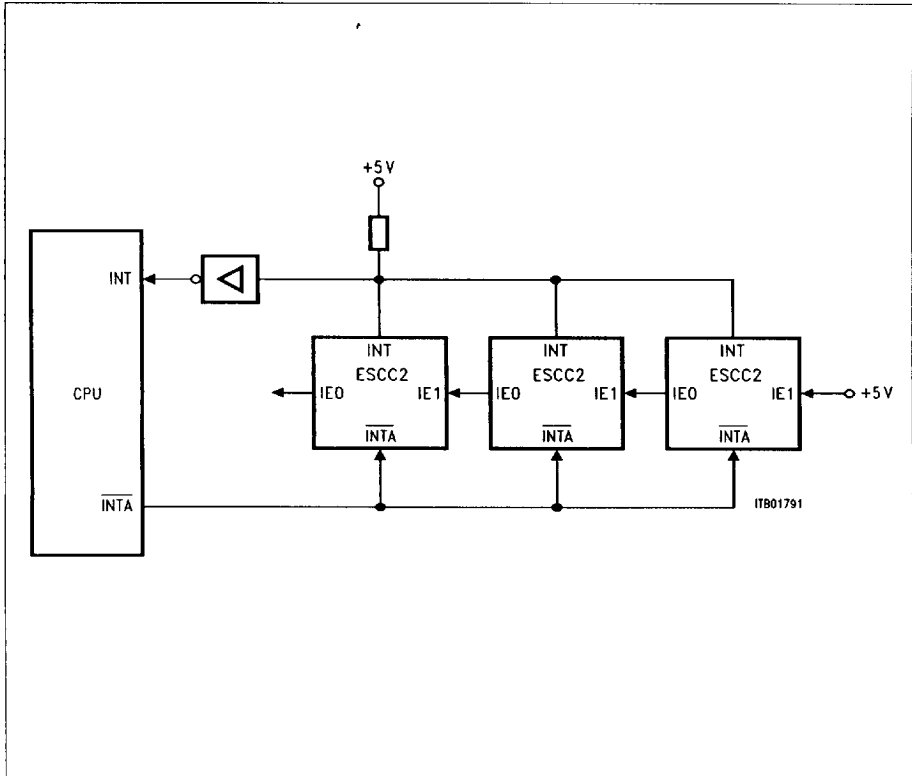 +5 V
INT
CPU
INTA
INT
ESCC2
IE0
IE1
INTA
INT
ESCC2
IE0
IE1
INTA
INT
ESCC2
IE0
IE1
INTA
+5 V
ITB01791